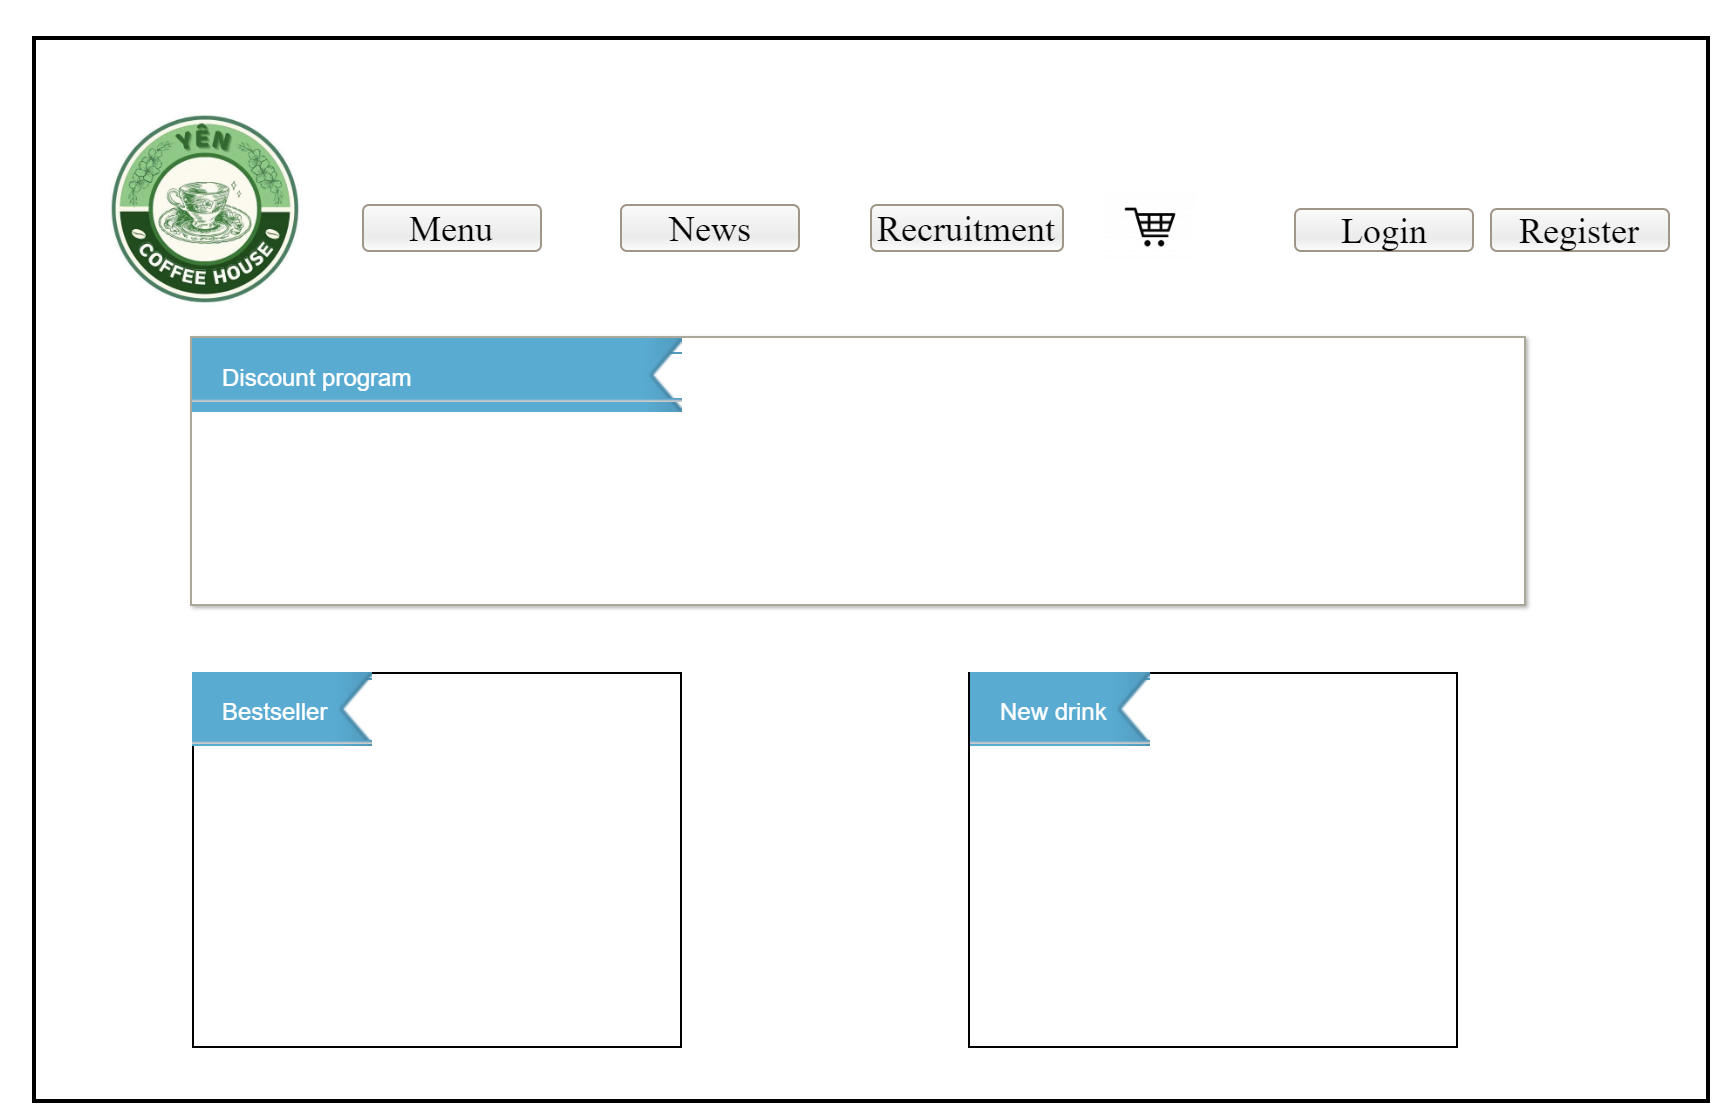 YÊN
COFFEE HOUSE
Menu
News
Recruitment
Login
Register
Discount program
Bestseller
New drink